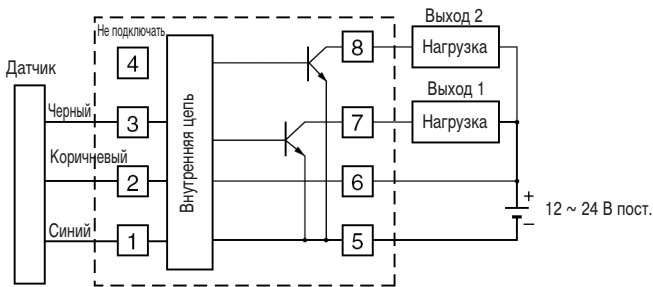 Выход 2
Не подключать
8
Нагрузка
4
Датчик
Выход 1
Черный
3
7
Нагрузка
Внутренняя цепь
Коричневый
2
6
+
12 ~ 24 В пост.
Синий
1
5
–